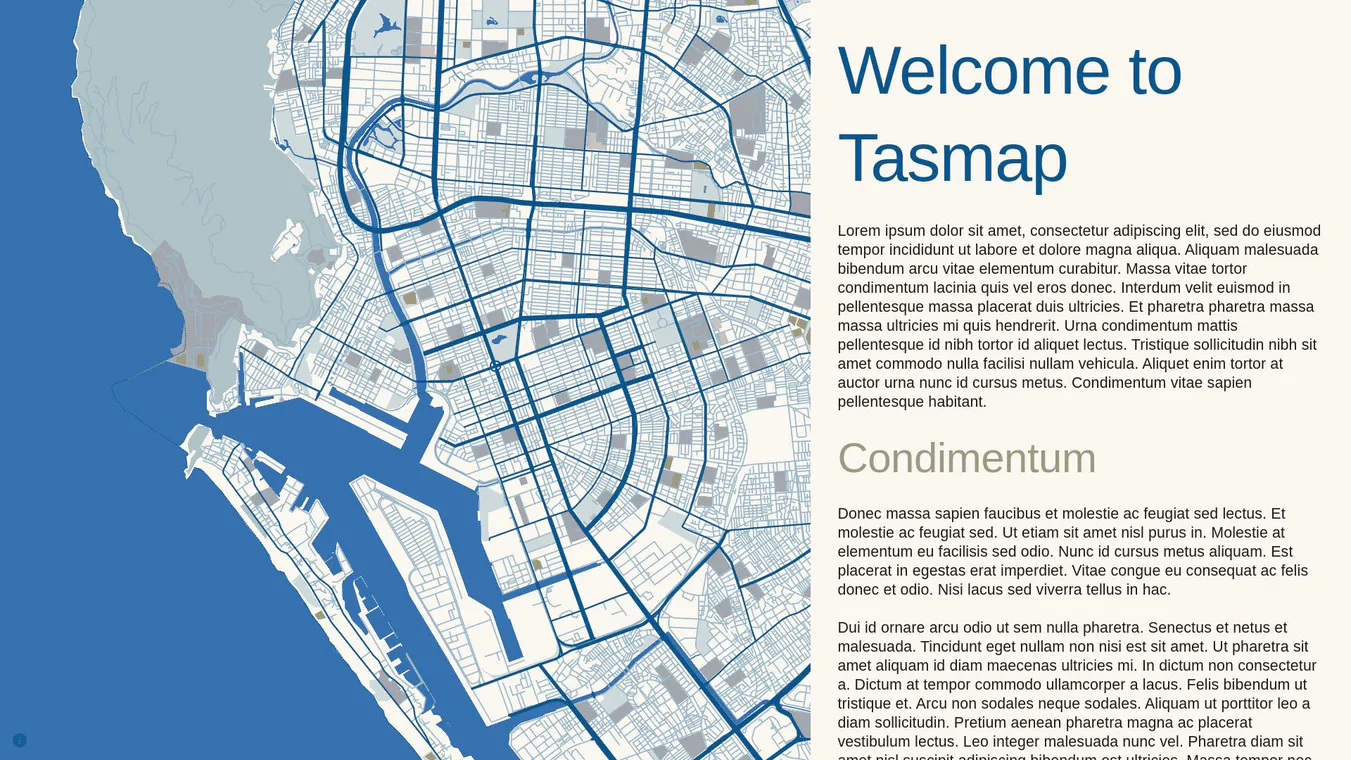 Welcome to
Tasmap
Lorem ipsum dolor sit amet, consectetur adipiscing elit, sed do eiusmod
tempor incididunt ut labore et dolore magna aliqua. Aliquam malesuada
bibendum arcu vitae elementum curabitur. Massa vitae tortor
condimentum lacinia quis vel eros donec. Interdum velit euismod in
pellentesque massa placerat duis ultricies. Et pharetra pharetra massa
massa ultricies mi quis hendrerit. Urna condimentum mattis
pellentesque id nibh tortor id aliquet lectus. Tristique sollicitudin nibh sit
amet commodo nulla facilisi nullam vehicula. Aliquet enim tortor at
auctor urna nunc id cursus metus. Condimentum vitae sapien
pellentesque habitant.
Condimentum
Donec massa sapien faucibus et molestie ac feugiat sed lectus. Et
molestie ac feugiat sed. Ut etiam sit amet nisl purus in. Molestie at
elementum eu facilisis sed odio. Nunc id cursus metus aliquam. Est
placerat in egestas erat imperdiet. Vitae congue eu consequat ac felis
donec et odio. Nisi lacus sed viverra tellus in hac.
Dui id ornare arcu odio ut sem nulla pharetra. Senectus et netus et
malesuada. Tincidunt eget nullam non nisi est sit amet. Ut pharetra sit
amet aliquam id diam maecenas ultricies mi. In dictum non consectetur
a. Dictum at tempor commodo ullamcorper a lacus. Felis bibendum ut
tristique et. Arcu non sodales neque sodales. Aliquam ut porttitor leo a
diam sollicitudin. Pretium aenean pharetra magna ac placerat
vestibulum lectus. Leo integer malesuada nunc vel. Pharetra diam sit
amet nisl suscipit adipiscing bibendum est ultricies. Massa tempor nec